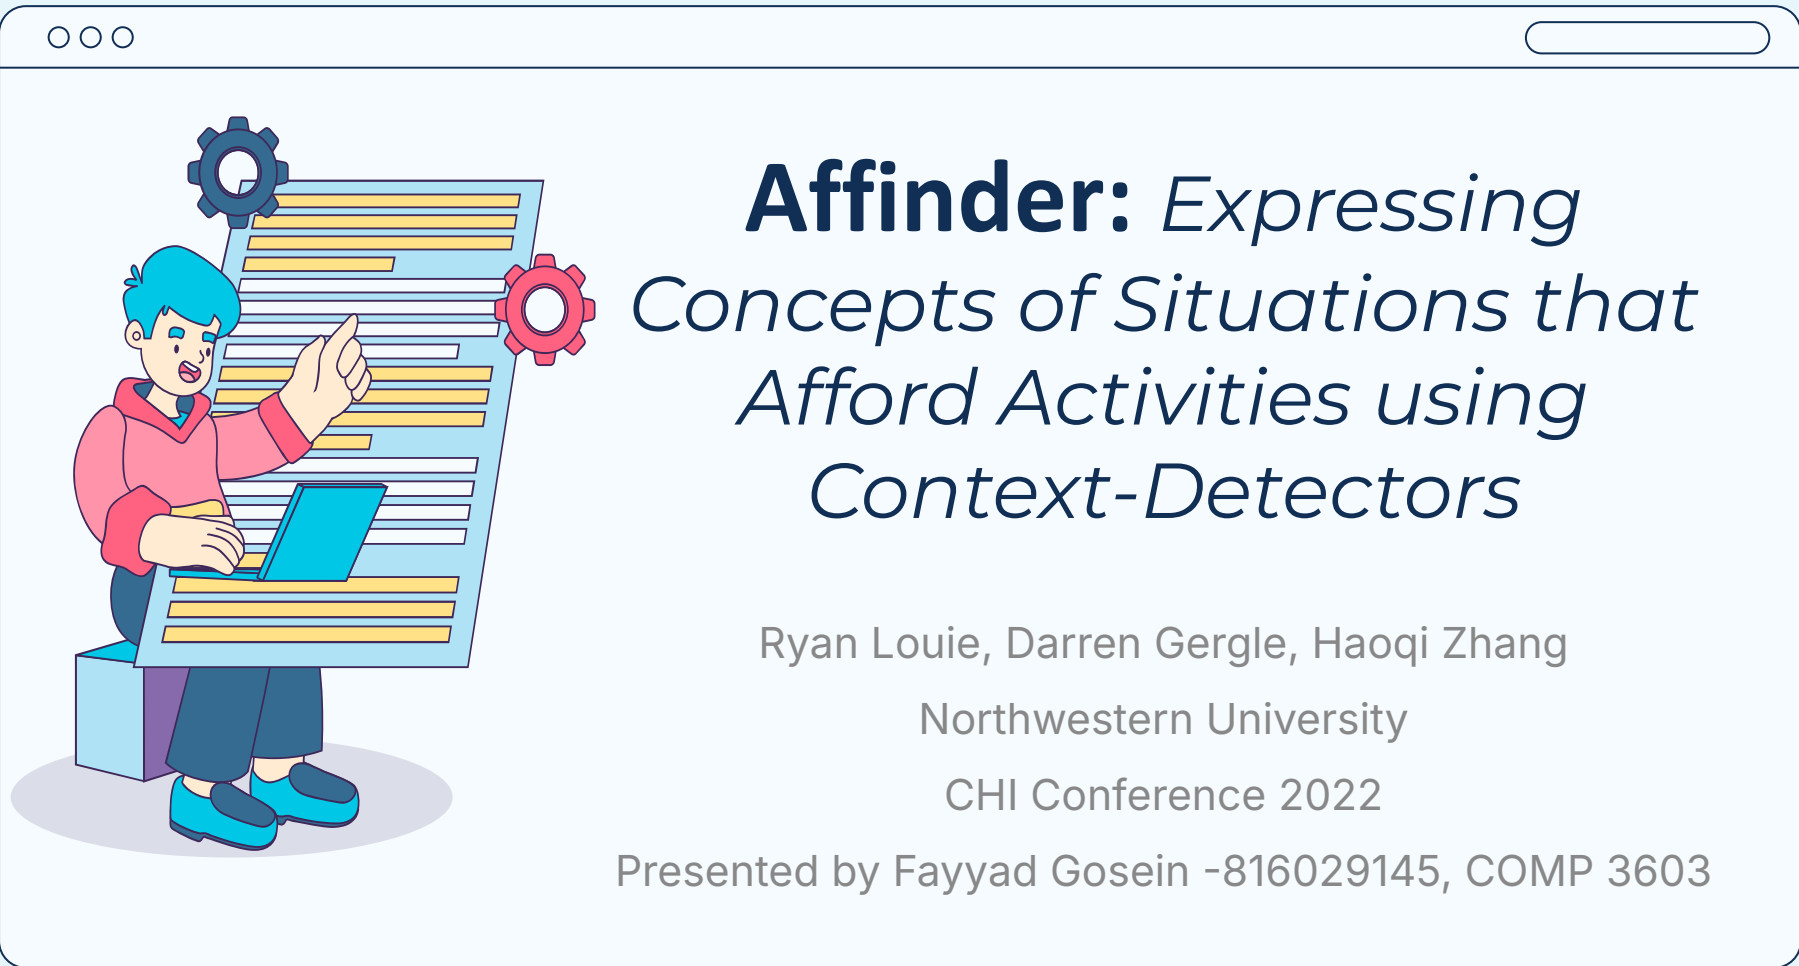 Affinder: Expressing
Concepts of Situations that
Afford Activities using
Context-Detectors
Ryan Louie, Darren Gergle, Haoqi Zhang
Northwestern University
CHI Conference 2022
Presented by Fayyad Gosein -816029145, COMP 3603